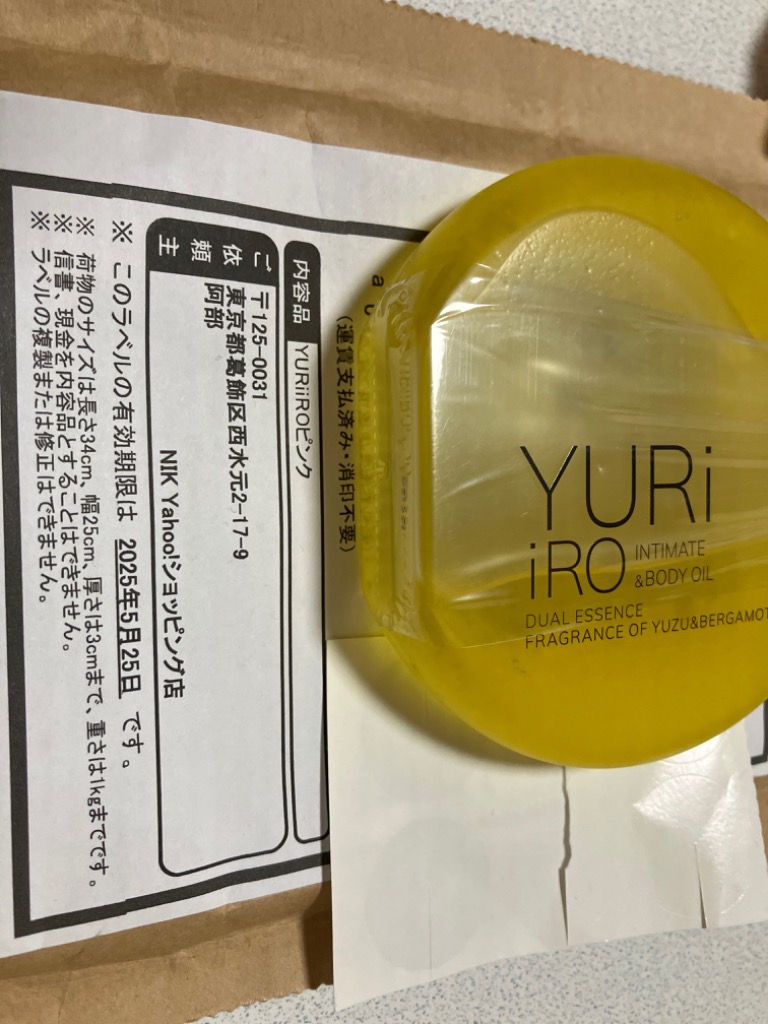 a u
(運賃支払済み・消印不要)
内容品
YURiiROピンク
ご依頼主
〒125-0031
東京都葛飾区西水元2-17-9
阿部
NIK Yahoo!ショッピング店
※ このラベルの有効期限は 2025年5月25日 です。
※ 荷物のサイズは長さ34cm、幅25cm、厚さは3cmまで、重さは1kgまでです。
※ 信書、現金を内容品とすることはできません。
※ ラベルの複製または修正はできません。
YURi
iRO INTIMATE
&BODY OIL
DUAL ESSENCE
FRAGRANCE OF YUZU&BERGAMOT